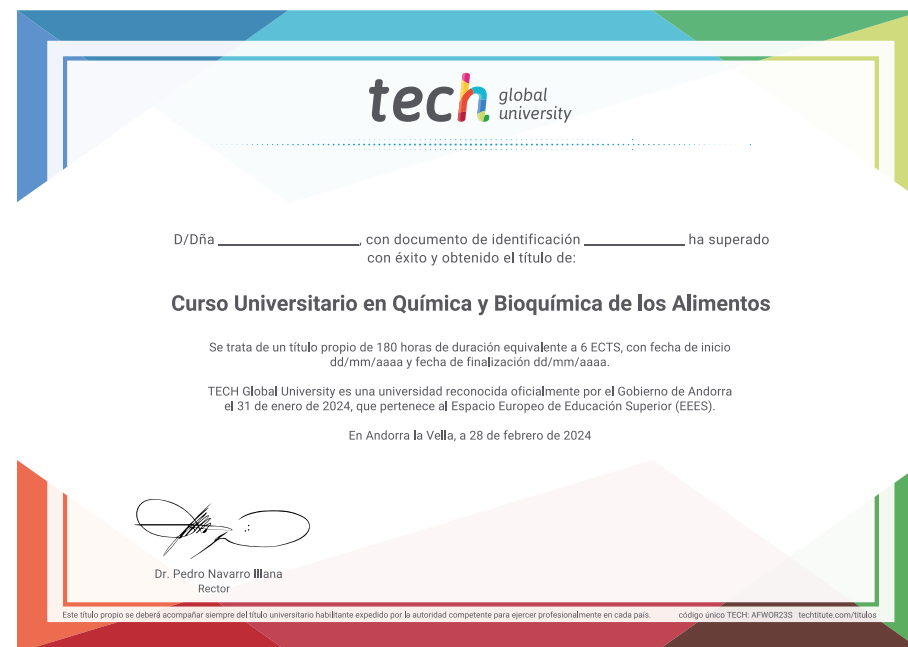 tech global university
D/Dña ____________________, con documento de identificación ______________ ha superado
con éxito y obtenido el título de:
Curso Universitario en Química y Bioquímica de los Alimentos
Se trata de un título propio de 180 horas de duración equivalente a 6 ECTS, con fecha de inicio
dd/mm/aaaa y fecha de finalización dd/mm/aaaa.
TECH Global University es una universidad reconocida oficialmente por el Gobierno de Andorra
el 31 de enero de 2024, que pertenece al Espacio Europeo de Educación Superior (EEES).
En Andorra la Vella, a 28 de febrero de 2024
Dr. Pedro Navarro Illana
Rector
Este título propio se deberá acompañar siempre del título universitario habilitante expedido por la autoridad competente para ejercer profesionalmente en cada país. código único TECH: AFWOR23S techtitute.com/titulos